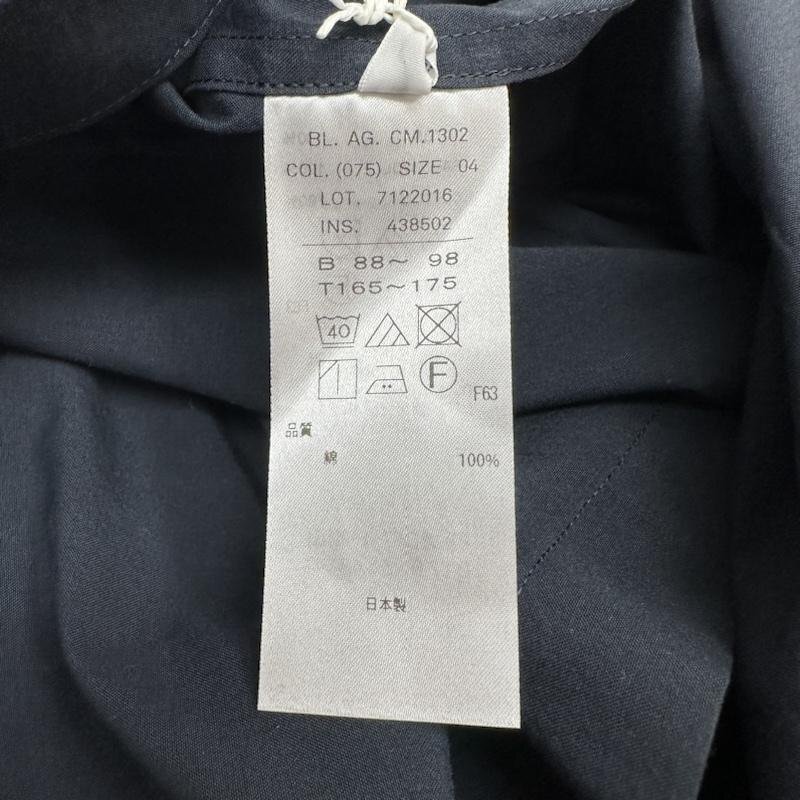 BL. AG. CM.1302
COL. (075) SIZE 04
LOT. 7122016
INS. 438502
B 88～ 98
T165～175
40
F
F63
品質
綿 100%
日本製